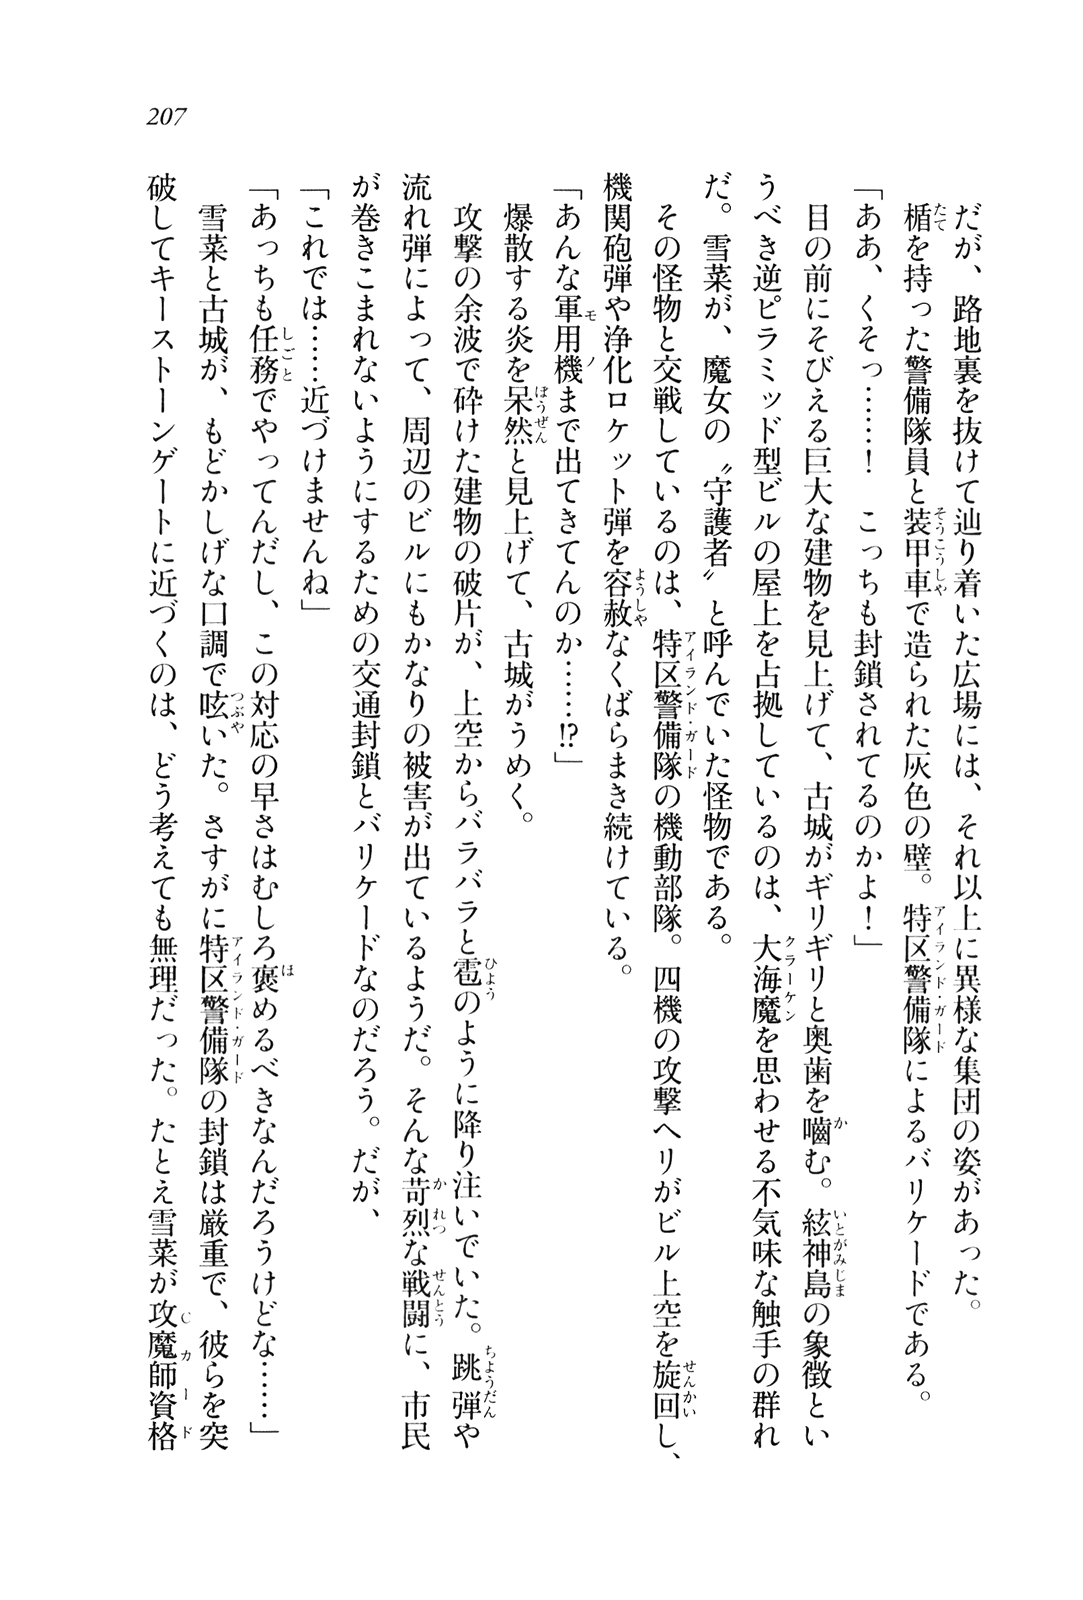 207
だが、路地裏を抜けて辿り着いた広場には、それ以上に異様な集団の姿があった。
楯を持った警備隊員と装甲車で造られた灰色の壁。特区警備隊によるバリケードである。
「ああ、くそっ……！　こっちも封鎖されてるのかよ！」
目の前にそびえる巨大な建物を見上げて、古城がギリギリと奥歯を嚙む。絃神島の象徴とい
うべき逆ピラミッド型ビルの屋上を占拠しているのは、大海魔を思わせる不気味な触手の群れ
だ。雪菜が、魔女の〝守護者〟と呼んでいた怪物である。
その怪物と交戦しているのは、特区警備隊の機動部隊。四機の攻撃ヘリがビル上空を旋回し、
機関砲弾や浄化ロケット弾を容赦なくばらまき続けている。
「あんな軍用機まで出てきてんのか……⁉」
爆散する炎を呆然と見上げて、古城がうめく。
攻撃の余波で砕けた建物の破片が、上空からバラバラと雹のように降り注いでいた。跳弾や
流れ弾によって、周辺のビルにもかなりの被害が出ているようだ。そんな苛烈な戦闘に、市民
が巻きこまれないようにするための交通封鎖とバリケードなのだろう。だが、
「これでは……近づけませんね」
「あっちも任務でやってんだし、この対応の早さはむしろ褒めるべきなんだろうけどな……」
雪菜と古城が、もどかしげな口調で呟いた。さすがに特区警備隊の封鎖は厳重で、彼らを突
破してキーストーンゲートに近づくのは、どう考えても無理だった。たとえ雪菜が攻魔師資格